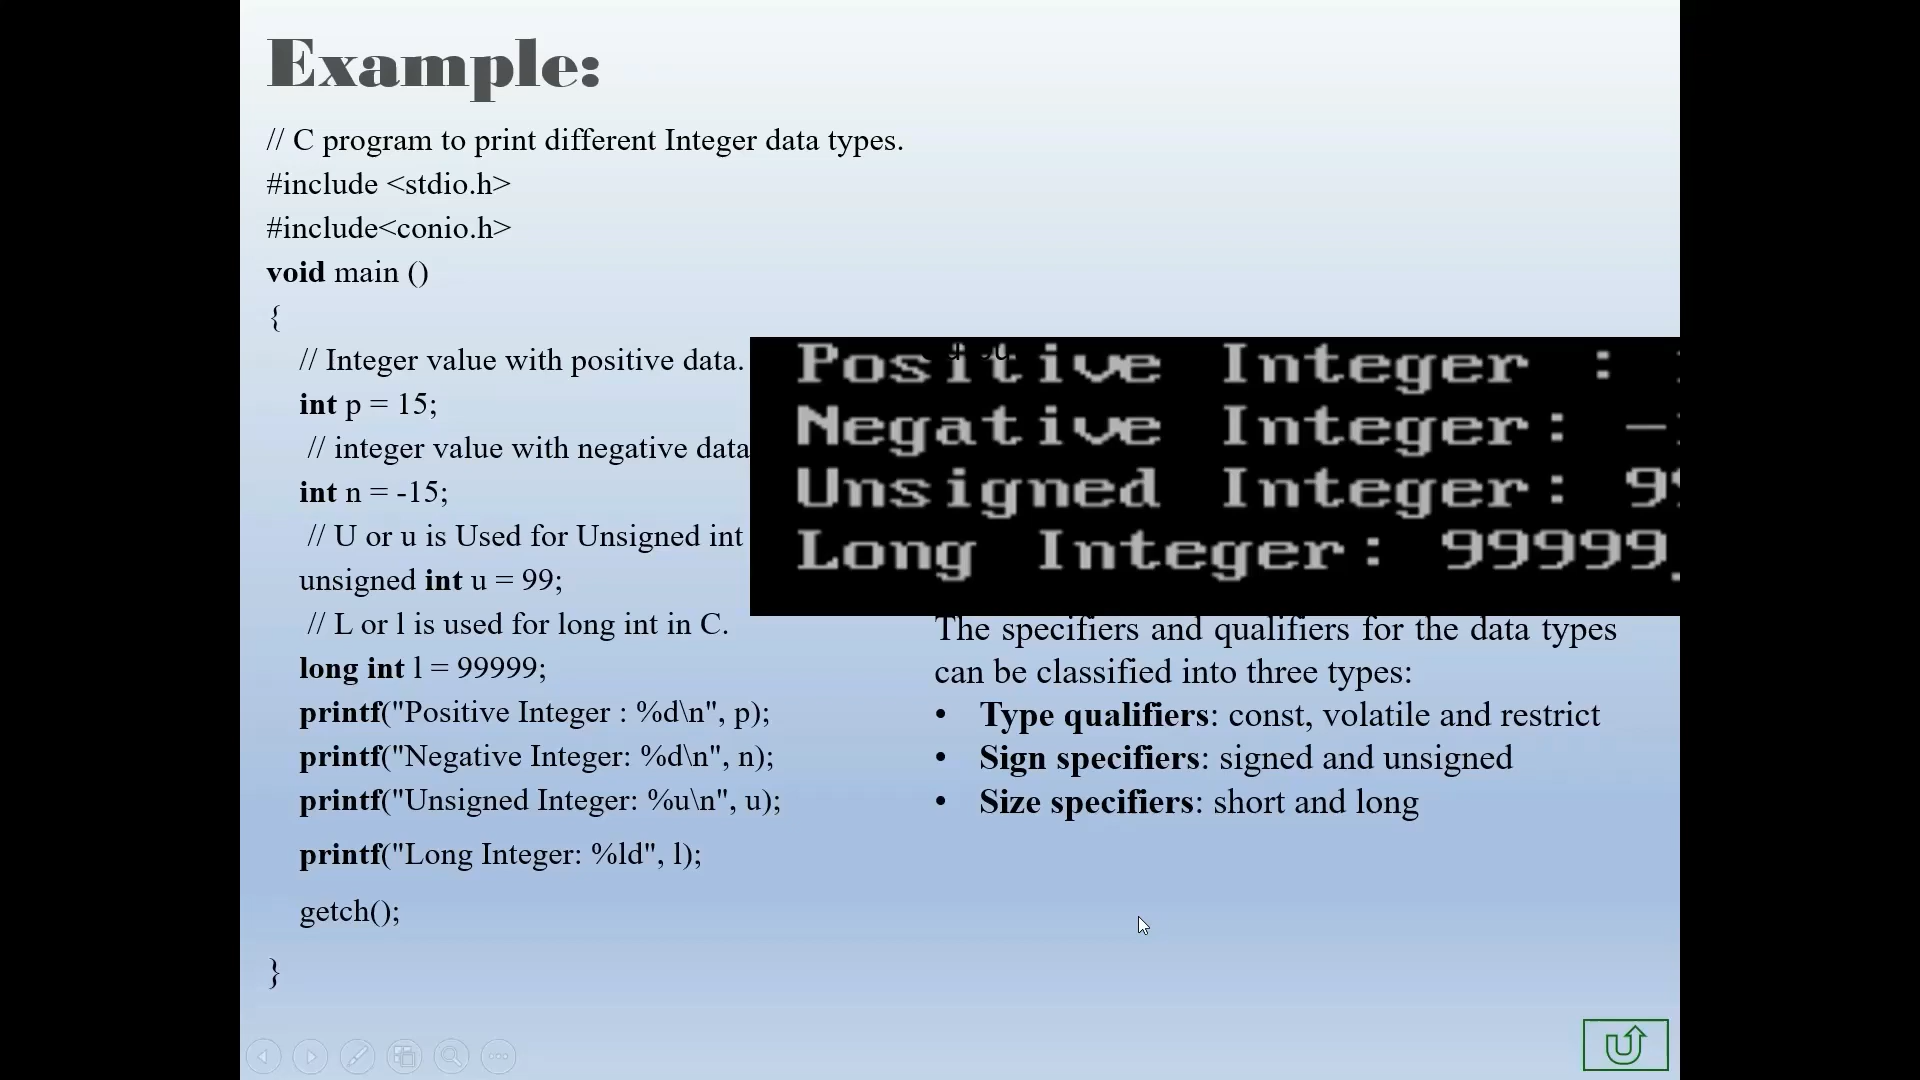 Example:
// C program to print different Integer data types.
#include <stdio.h>
#include<conio.h>
void main ()
{
// Integer value with positive data.
int p = 15;
// integer value with negative data
int n = -15;
// U or u is Used for Unsigned int
unsigned int u = 99;
// L or l is used for long int in C.
long int l = 99999;
printf("Positive Integer : %d\n", p);
printf("Negative Integer: %d\n", n);
printf("Unsigned Integer: %u\n", u);
printf("Long Integer: %ld", l);
getch();
}
Positive Integer :
Negative Integer: -
Unsigned Integer: 9
Long Integer: 99999_
The specifiers and qualifiers for the data types
can be classified into three types:
• Type qualifiers: const, volatile and restrict
• Sign specifiers: signed and unsigned
• Size specifiers: short and long